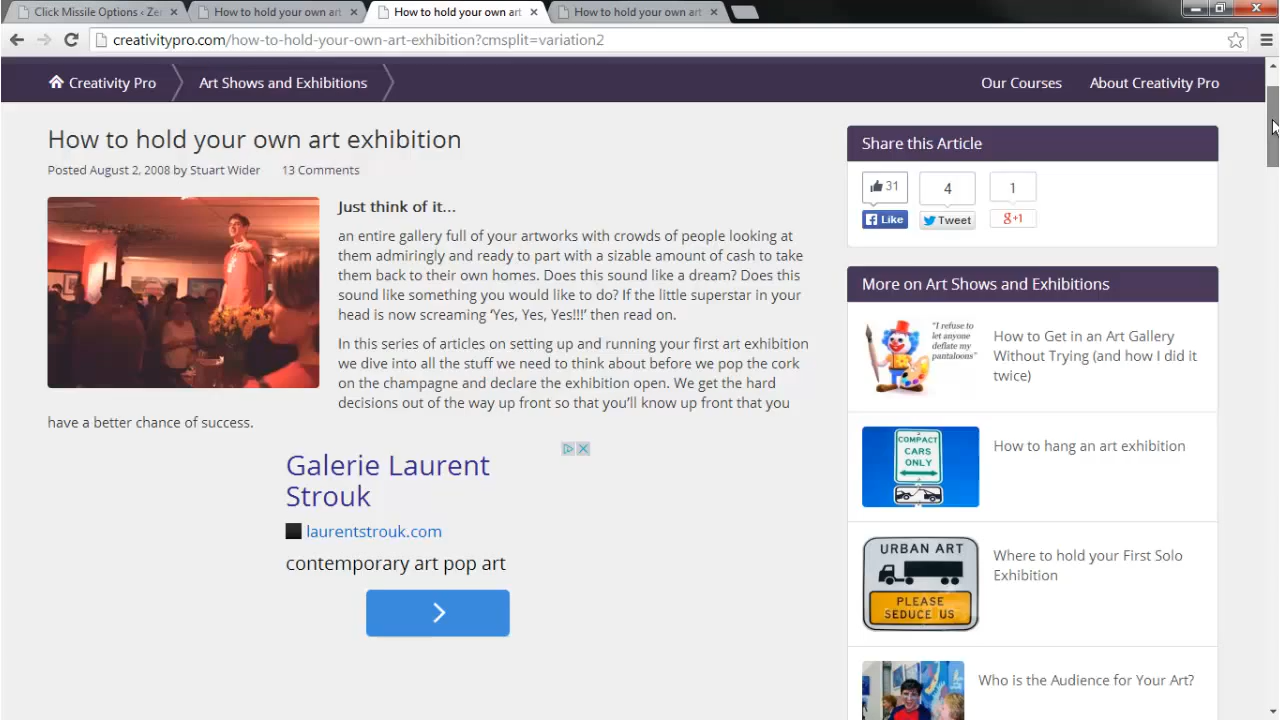 Click Missile Options ‹ Ze
How to hold your own art
How to hold your own art
How to hold your own art
creativitypro.com/how-to-hold-your-own-art-exhibition?cmsplit=variation2
Creativity Pro
Art Shows and Exhibitions
Our Courses
About Creativity Pro
How to hold your own art exhibition
Posted August 2, 2008 by Stuart Wider 13 Comments
Just think of it...
an entire gallery full of your artworks with crowds of people looking at
them admiringly and ready to part with a sizable amount of cash to take
them back to their own homes. Does this sound like a dream? Does this
sound like something you would like to do? If the little superstar in your
head is now screaming ‘Yes, Yes, Yes!!!’ then read on.
In this series of articles on setting up and running your first art exhibition
we dive into all the stuff we need to think about before we pop the cork
on the champagne and declare the exhibition open. We get the hard
decisions out of the way up front so that you’ll know up front that you
have a better chance of success.
Galerie Laurent
Strouk
laurentstrouk.com
contemporary art pop art
Share this Article
31
4
1
Like
Tweet
g+1
More on Art Shows and Exhibitions
"I refuse to
let anyone
deflate my
pantaloons"
How to Get in an Art Gallery
Without Trying (and how I did it
twice)
COMPACT
CARS
ONLY
How to hang an art exhibition
URBAN ART
PLEASE
SEDUCE US
Where to hold your First Solo
Exhibition
Who is the Audience for Your Art?